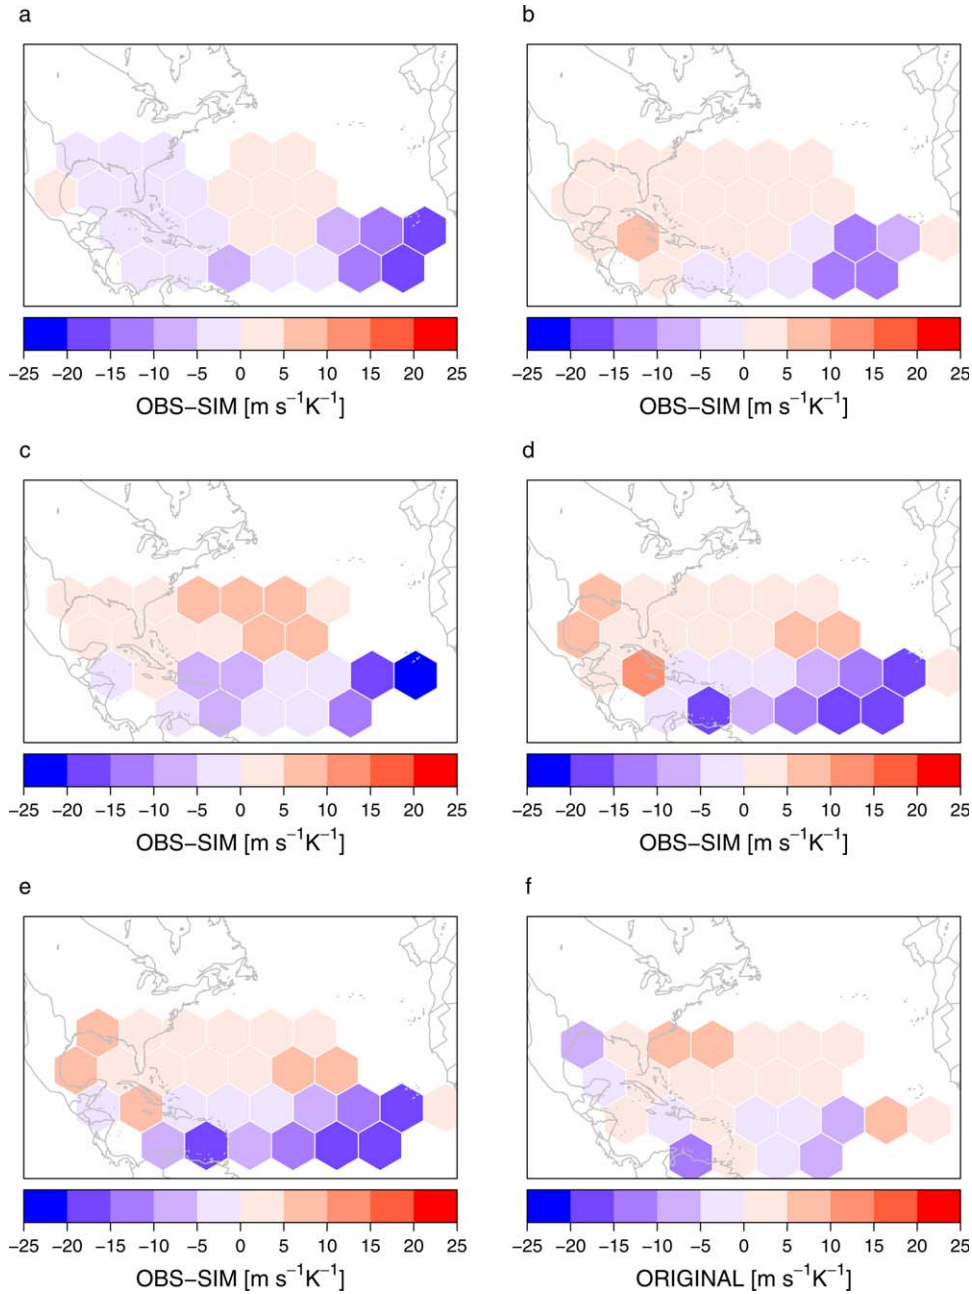 a b
−25 −20 −15 −10 −5 0 5 10 15 20 25 −25 −20 −15 −10 −5 0 5 10 15 20 25
OBS−SIM [m s⁻¹K⁻¹] OBS−SIM [m s⁻¹K⁻¹]
c d
−25 −20 −15 −10 −5 0 5 10 15 20 25 −25 −20 −15 −10 −5 0 5 10 15 20 25
OBS−SIM [m s⁻¹K⁻¹] OBS−SIM [m s⁻¹K⁻¹]
e f
−25 −20 −15 −10 −5 0 5 10 15 20 25 −25 −20 −15 −10 −5 0 5 10 15 20 25
OBS−SIM [m s⁻¹K⁻¹] ORIGINAL [m s⁻¹K⁻¹]